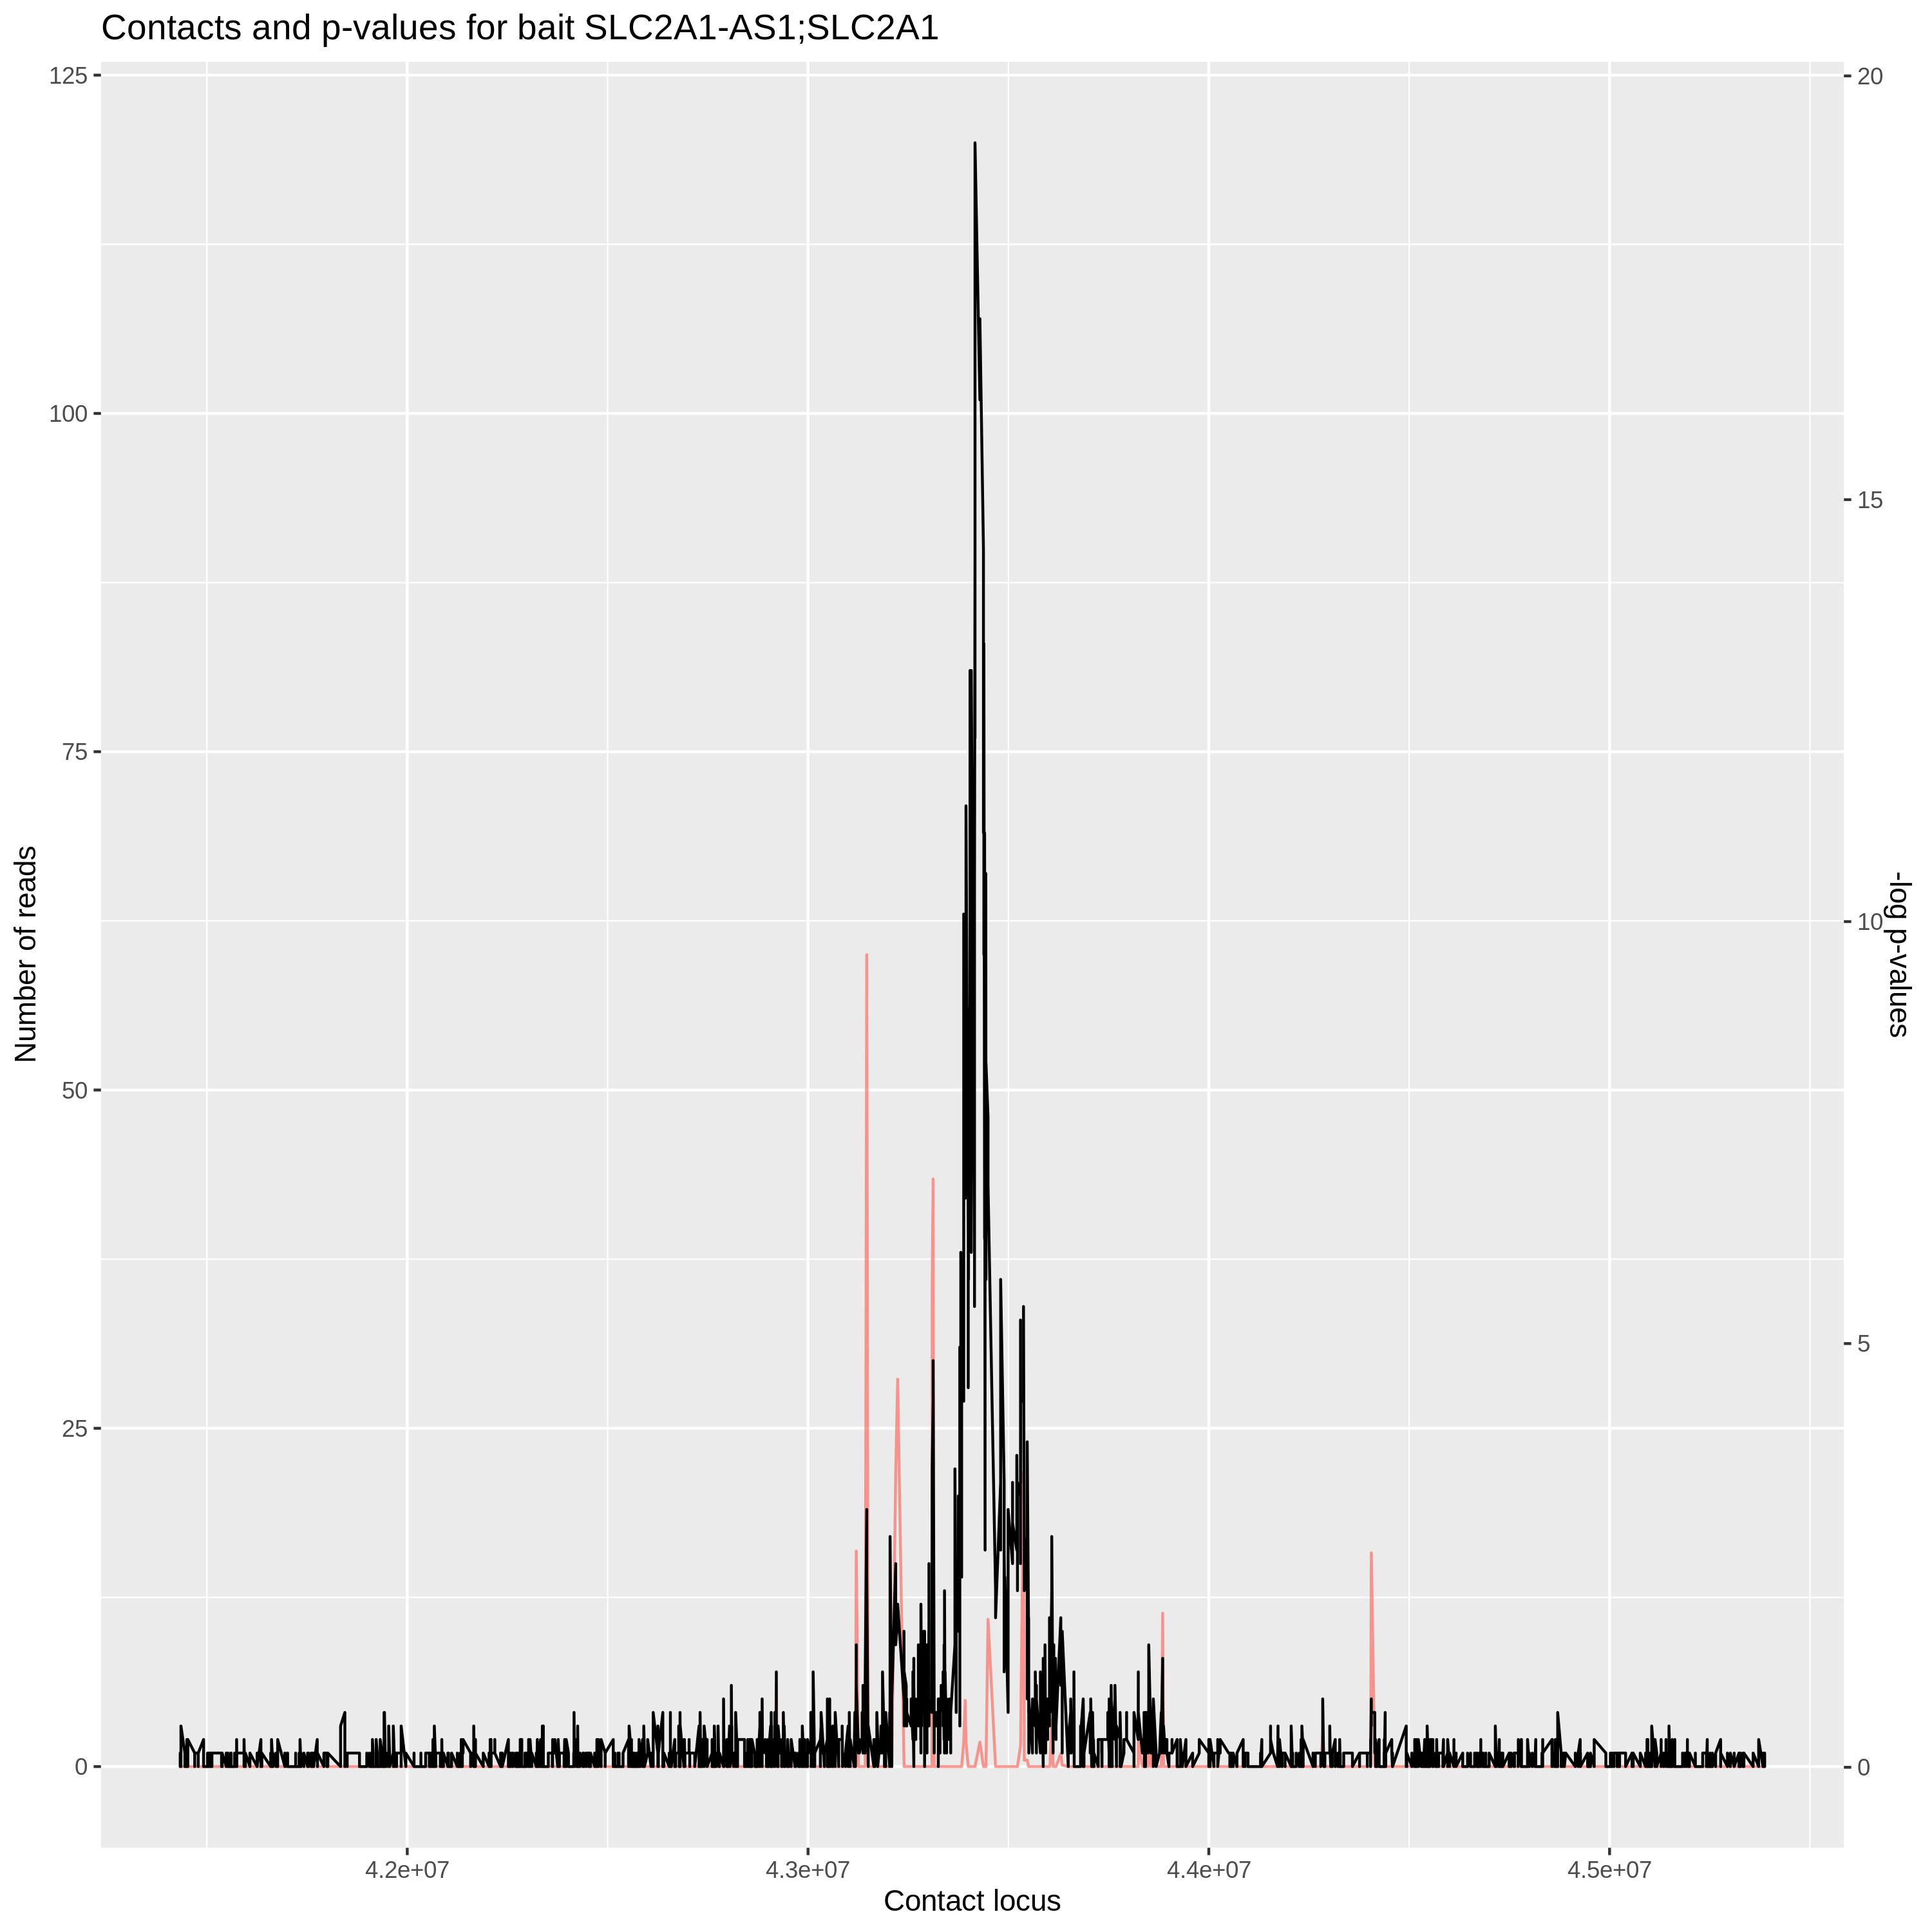 Contacts and p-values for bait SLC2A1-AS1;SLC2A1
125
100
75
50
25
0
Number of reads
20
15
10
5
0
-log p-values
4.2e+07
4.3e+07
4.4e+07
4.5e+07
Contact locus